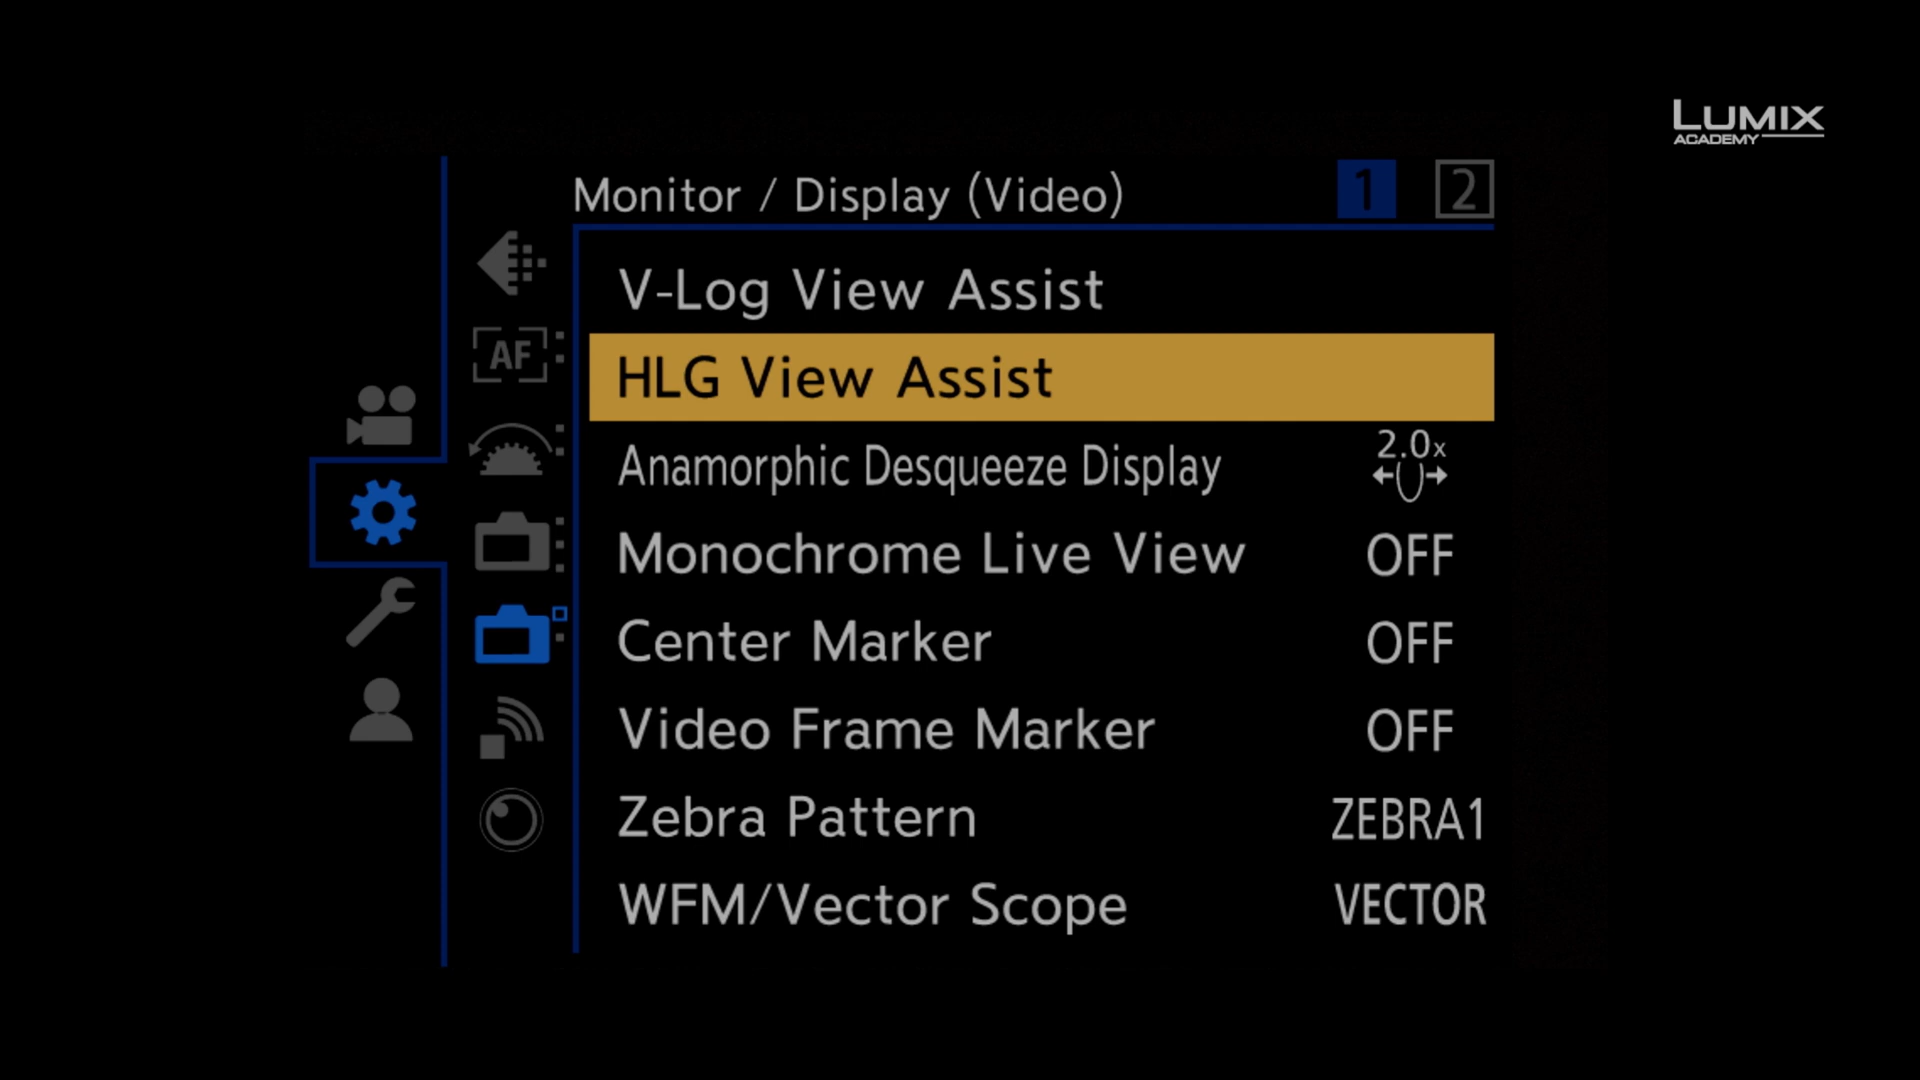 LUMIX
ACADEMY
Monitor / Display (Video) 1 2
V-Log View Assist
AF
HLG View Assist
Anamorphic Desqueeze Display 2.0x
Monochrome Live View OFF
Center Marker OFF
Video Frame Marker OFF
Zebra Pattern ZEBRA1
WFM/Vector Scope VECTOR